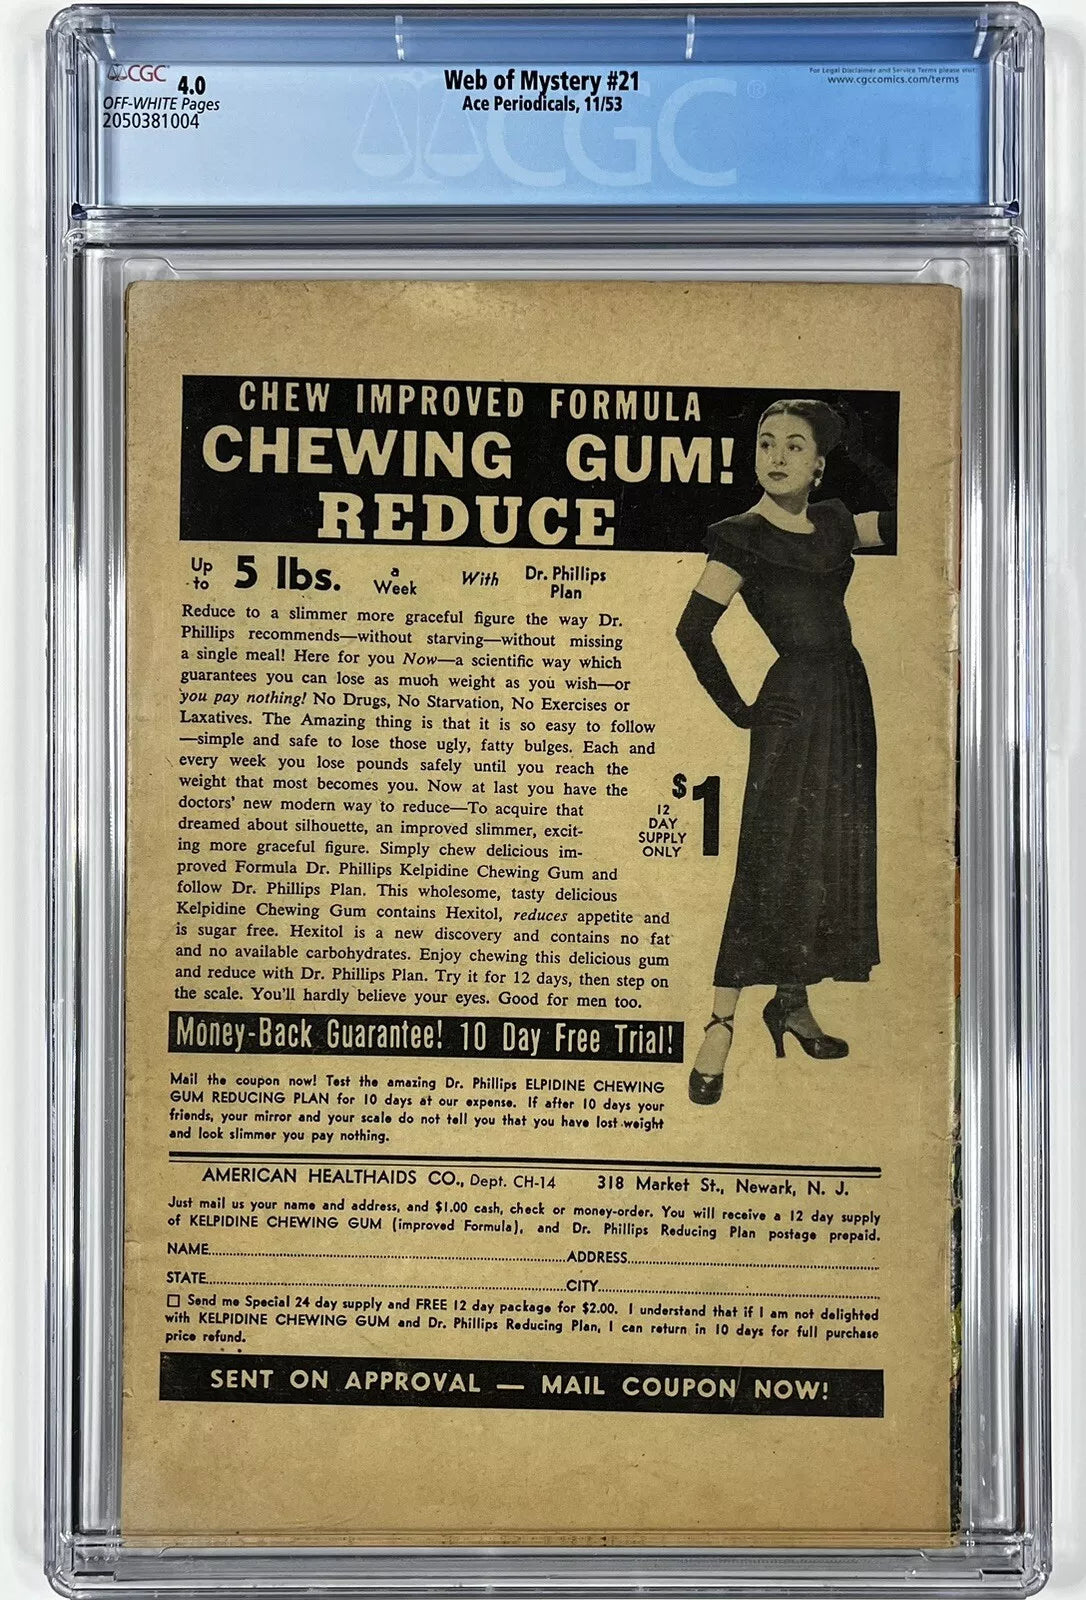 CGC
4.0
OFF-WHITE Pages
2050381004
Web of Mystery #21
Ace Periodicals, 11/53
For Legal Disclaimer and Service Terms please visit:
www.cgccomics.com/terms
CGC®
CHEW IMPROVED FORMULA
CHEWING GUM!
REDUCE
Up to 5 lbs. a Week With Dr. Phillips Plan
Reduce to a slimmer more graceful figure the way Dr.
Phillips recommends—without starving—without missing
a single meal! Here for you Now—a scientific way which
guarantees you can lose as muoh weight as you wish—or
you pay nothing! No Drugs, No Starvation, No Exercises or
Laxatives. The Amazing thing is that it is so easy to follow
—simple and safe to lose those ugly, fatty bulges. Each and
every week you lose pounds safely until you reach the
weight that most becomes you. Now at last you have the
doctors' new modern way to reduce—To acquire that
dreamed about silhouette, an improved slimmer, excit-
ing more graceful figure. Simply chew delicious im-
proved Formula Dr. Phillips Kelpidine Chewing Gum and
follow Dr. Phillips Plan. This wholesome, tasty delicious
Kelpidine Chewing Gum contains Hexitol, reduces appetite and
is sugar free. Hexitol is a new discovery and contains no fat
and no available carbohydrates. Enjoy chewing this delicious gum
and reduce with Dr. Phillips Plan. Try it for 12 days, then step on
the scale. You'll hardly believe your eyes. Good for men too.
$1
12
DAY
SUPPLY
ONLY
Money-Back Guarantee! 10 Day Free Trial!
Mail the coupon now! Test the amazing Dr. Phillips ELPIDINE CHEWING
GUM REDUCING PLAN for 10 days at our expense. If after 10 days your
friends, your mirror and your scale do not tell you that you have lost weight
and look slimmer you pay nothing.
AMERICAN HEALTHAIDS CO., Dept. CH-14 318 Market St., Newark, N. J.
Just mail us your name and address, and $1.00 cash, check or money-order. You will receive a 12 day supply
of KELPIDINE CHEWING GUM (improved Formula), and Dr. Phillips Reducing Plan postage prepaid.
NAME ADDRESS
STATE CITY
☐ Send me Special 24 day supply and FREE 12 day package for $2.00. I understand that if I am not delighted
with KELPIDINE CHEWING GUM and Dr. Phillips Reducing Plan, I can return in 10 days for full purchase
price refund.
SENT ON APPROVAL — MAIL COUPON NOW!